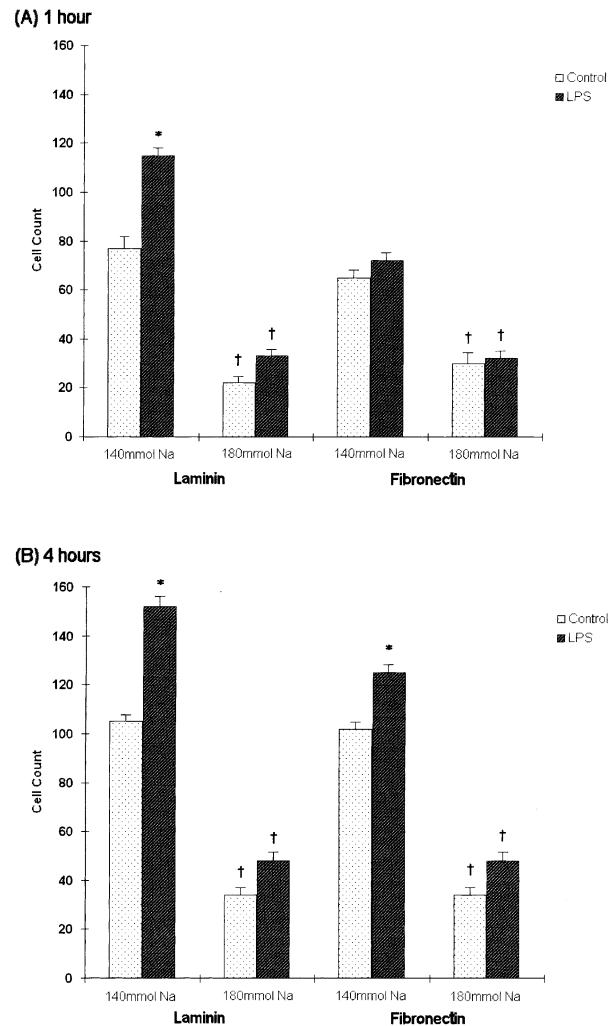 (A) 1 hour
160
140
120
100
80
60
40
20
0
Cell Count
Control
LPS
*
†
†
†
†
140mmol Na
180mmol Na
140mmol Na
180mmol Na
Laminin
Fibronectin
(B) 4 hours
160
140
120
100
80
60
40
20
0
Cell Count
Control
LPS
*
†
†
*
†
†
140mmol Na
180mmol Na
140mmol Na
180mmol Na
Laminin
Fibronectin